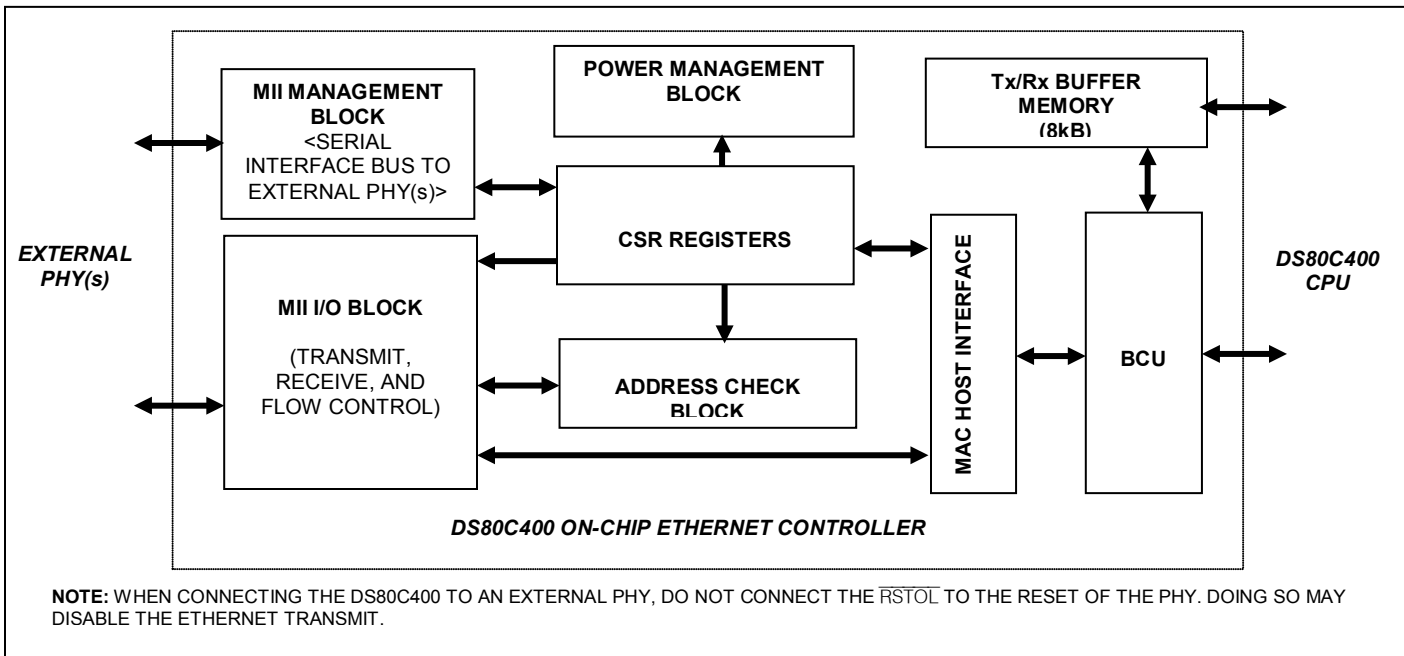 MII MANAGEMENT
BLOCK
<SERIAL
INTERFACE BUS TO
EXTERNAL PHY(s)>
POWER MANAGEMENT
BLOCK
Tx/Rx BUFFER
MEMORY
(8kB)
EXTERNAL
PHY(s)
CSR REGISTERS
MII I/O BLOCK
(TRANSMIT,
RECEIVE, AND
FLOW CONTROL)
ADDRESS CHECK
BLOCK
MAC HOST INTERFACE
BCU
DS80C400
CPU
DS80C400 ON-CHIP ETHERNET CONTROLLER
NOTE: WHEN CONNECTING THE DS80C400 TO AN EXTERNAL PHY, DO NOT CONNECT THE R̅S̅T̅O̅L̅ TO THE RESET OF THE PHY. DOING SO MAY
DISABLE THE ETHERNET TRANSMIT.